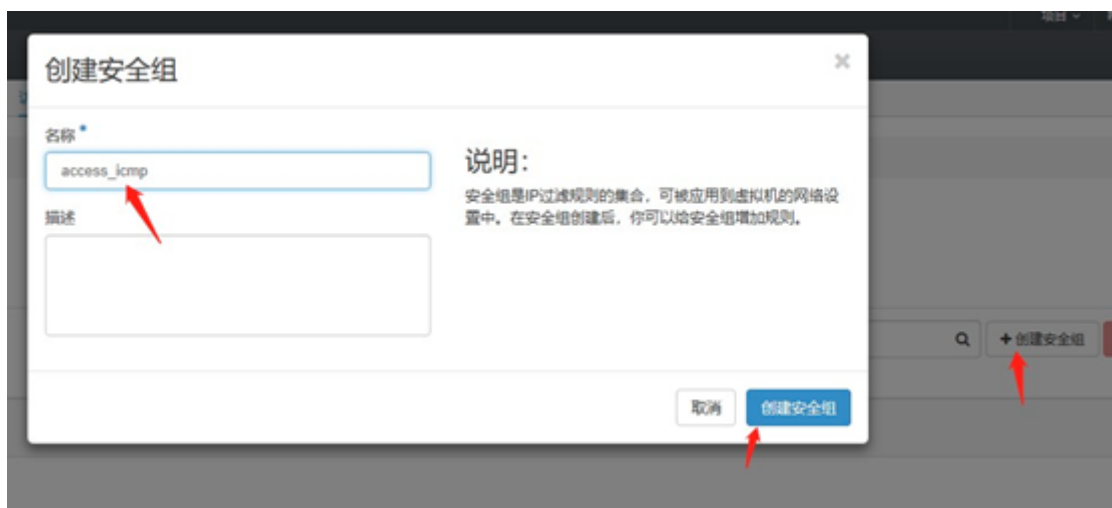 项目
创建安全组
×
名称 *
access_icmp
描述
说明：
安全组是IP过滤规则的集合，可被应用到虚拟机的网络设
置中。在安全组创建后，你可以给安全组增加规则。
+创建安全组
取消
创建安全组